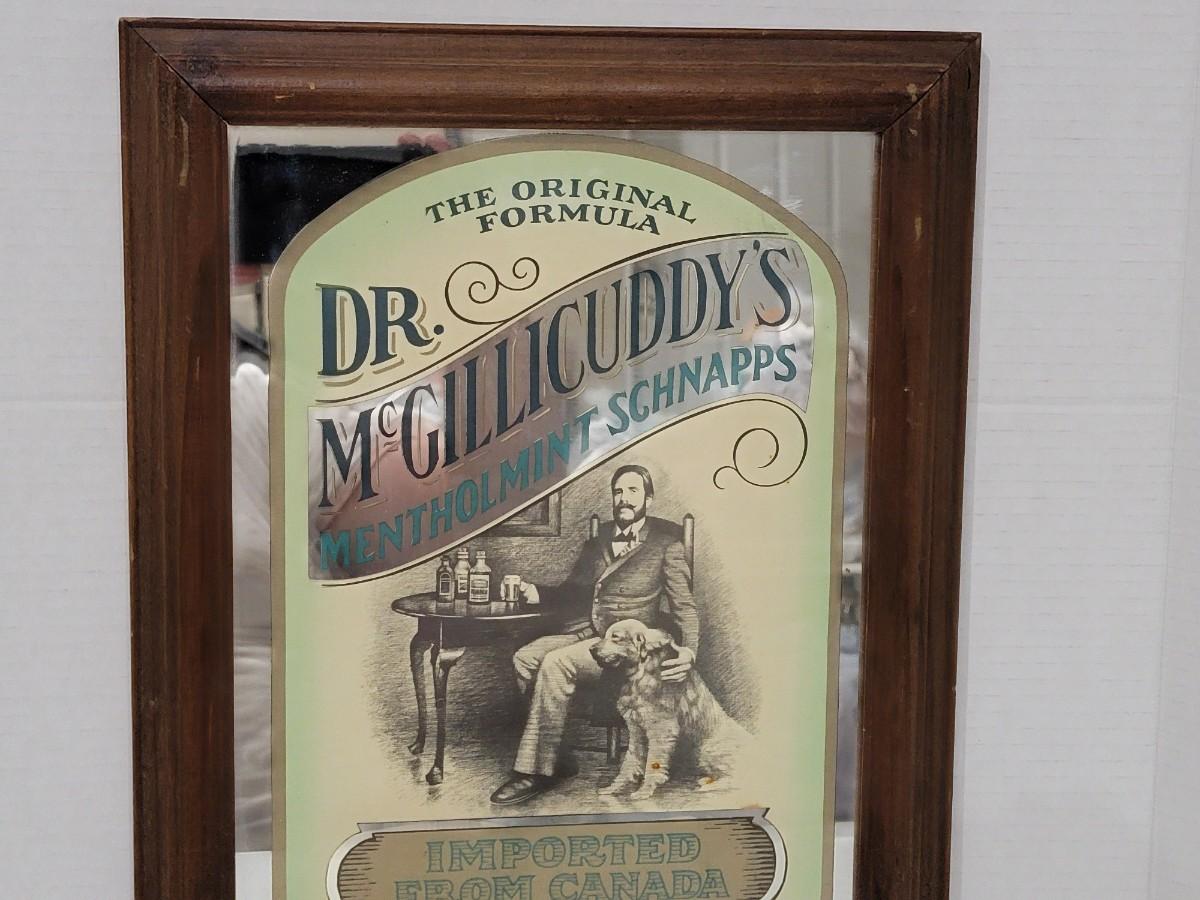 THE ORIGINAL
FORMULA
DR.
McGILLICUDDY'S
MENTHOLMINT SCHNAPPS
IMPORTED
FROM CANADA